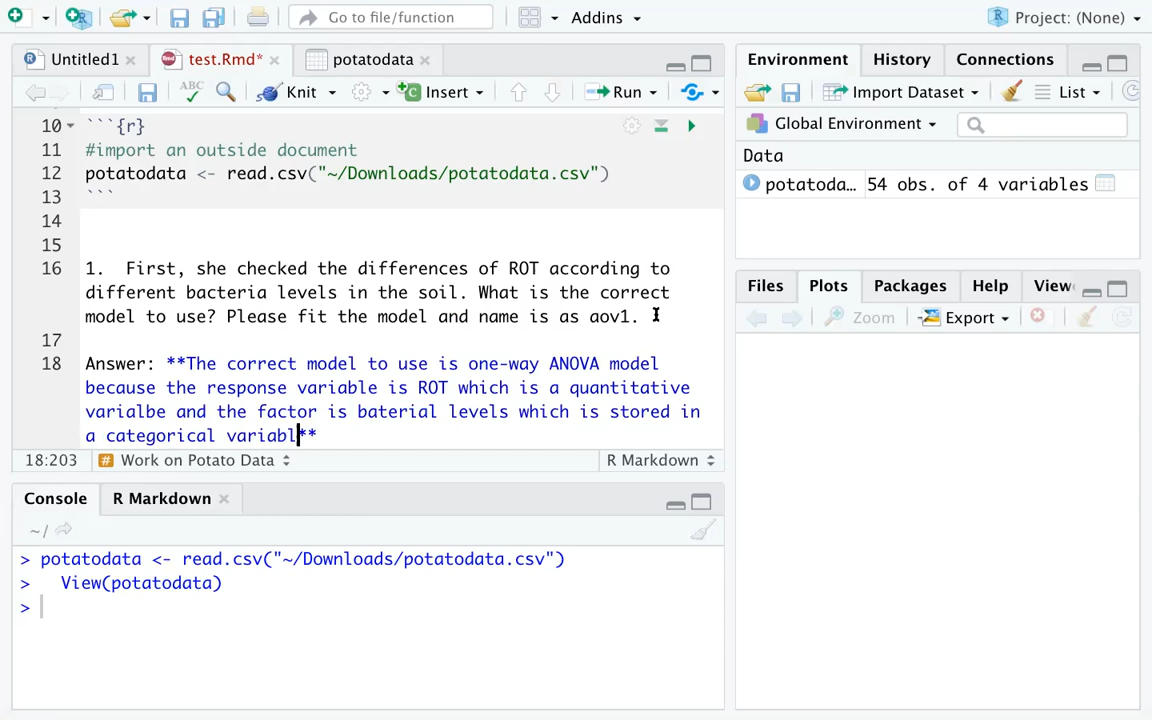 Go to file/function
Addins
Project: (None)
Untitled1
test.Rmd*
potatodata
ABC
Knit
Insert
Run
10 ```{r}
11 #import an outside document
12 potatodata <- read.csv("~/Downloads/potatodata.csv")
13 ```
14
15
16 1.  First, she checked the differences of ROT according to
different bacteria levels in the soil. What is the correct
model to use? Please fit the model and name is as aov1.
17
18 Answer: **The correct model to use is one-way ANOVA model
because the response variable is ROT which is a quantitative
varialbe and the factor is baterial levels which is stored in
a categorical variabl**
18:203
# Work on Potato Data
R Markdown
Console
R Markdown
~/
> potatodata <- read.csv("~/Downloads/potatodata.csv")
>   View(potatodata)
>
Environment
History
Connections
Import Dataset
List
Global Environment
Data
potatoda... 54 obs. of 4 variables
Files
Plots
Packages
Help
View
Zoom
Export